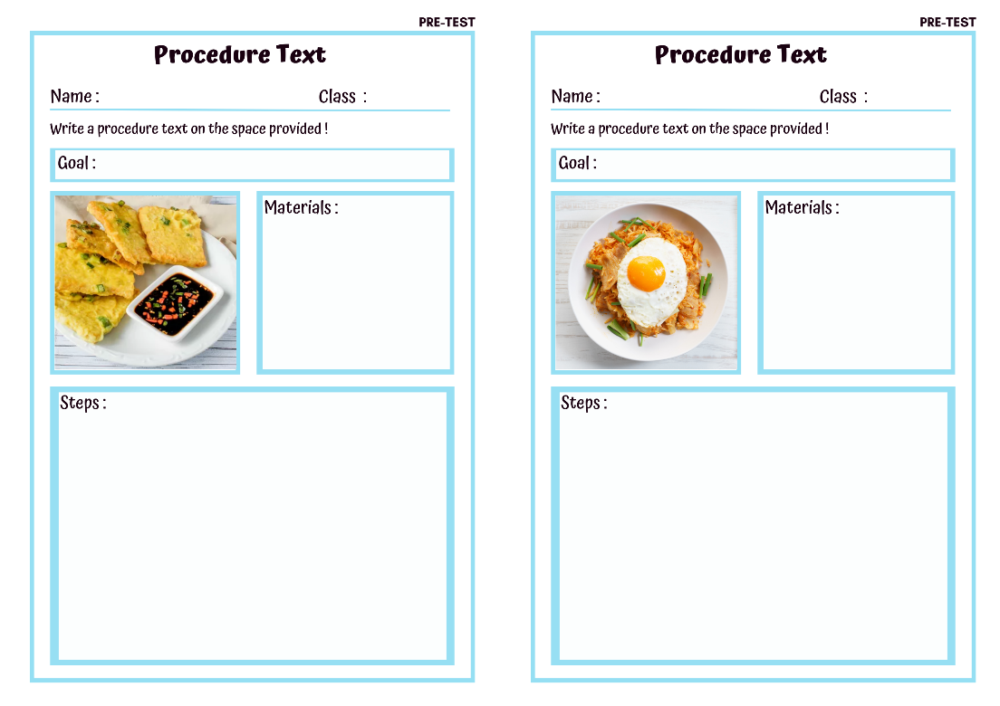 PRE-TEST
Procedure Text
Name :
Class :
Write a procedure text on the space provided !
Goal :
Materials :
Steps :
PRE-TEST
Procedure Text
Name :
Class :
Write a procedure text on the space provided !
Goal :
Materials :
Steps :